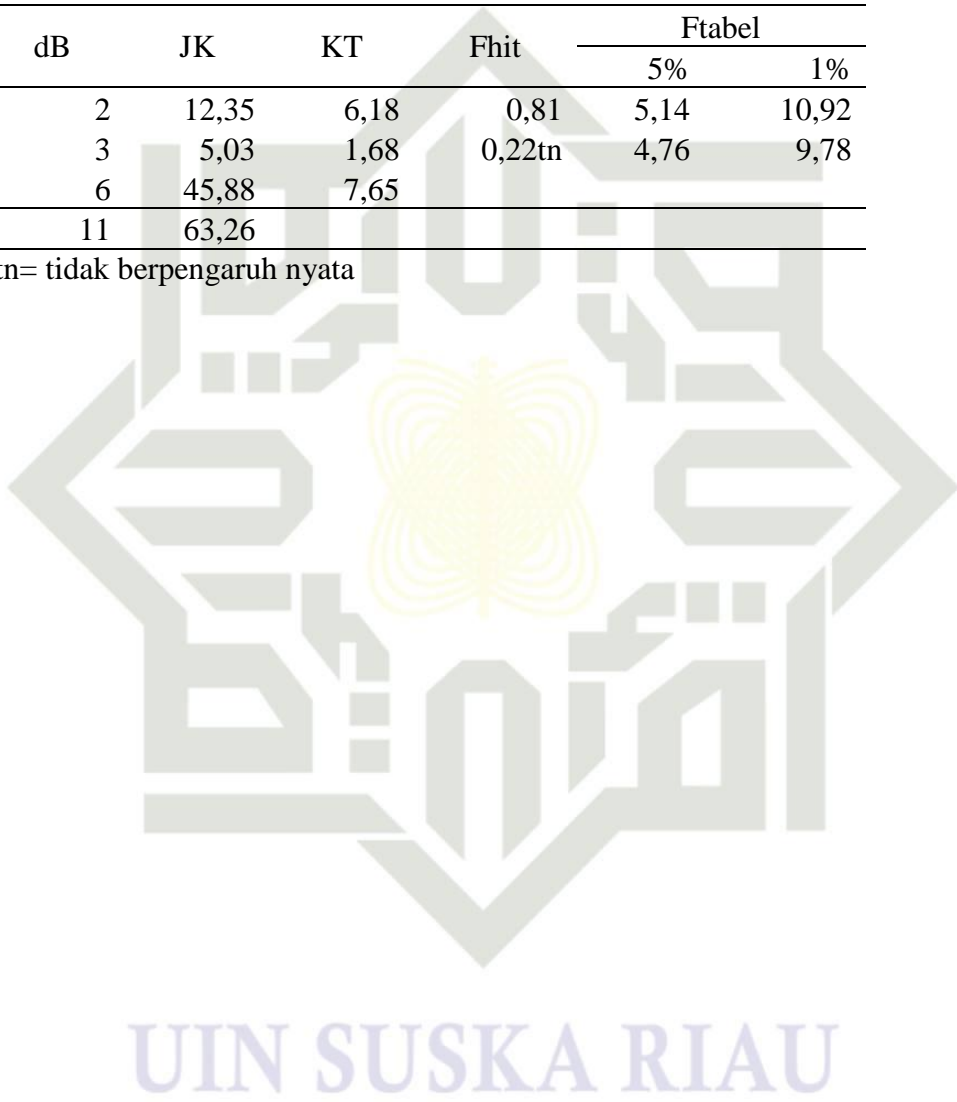 dB JK KT Fhit Ftabel
5% 1%
2 12,35 6,18 0,81 5,14 10,92
3 5,03 1,68 0,22tn 4,76 9,78
6 45,88 7,65
11 63,26
tn= tidak berpengaruh nyata
UIN SUSKA RIAU